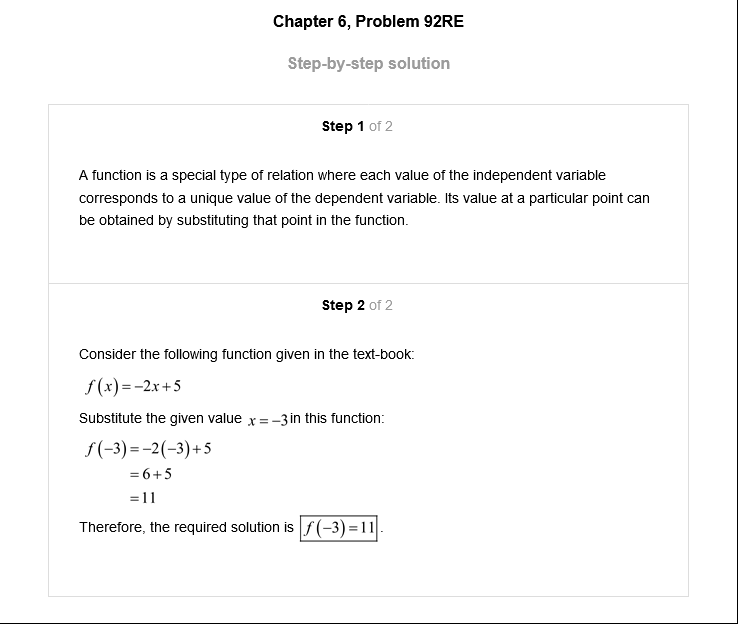 Chapter 6, Problem 92RE
Step-by-step solution
Step 1 of 2
A function is a special type of relation where each value of the independent variable
corresponds to a unique value of the dependent variable. Its value at a particular point can
be obtained by substituting that point in the function.
Step 2 of 2
Consider the following function given in the text-book:
f(x)=−2x+5
Substitute the given value x=−3 in this function:
f(−3)=−2(−3)+5
=6+5
=11
Therefore, the required solution is f(−3)=11.